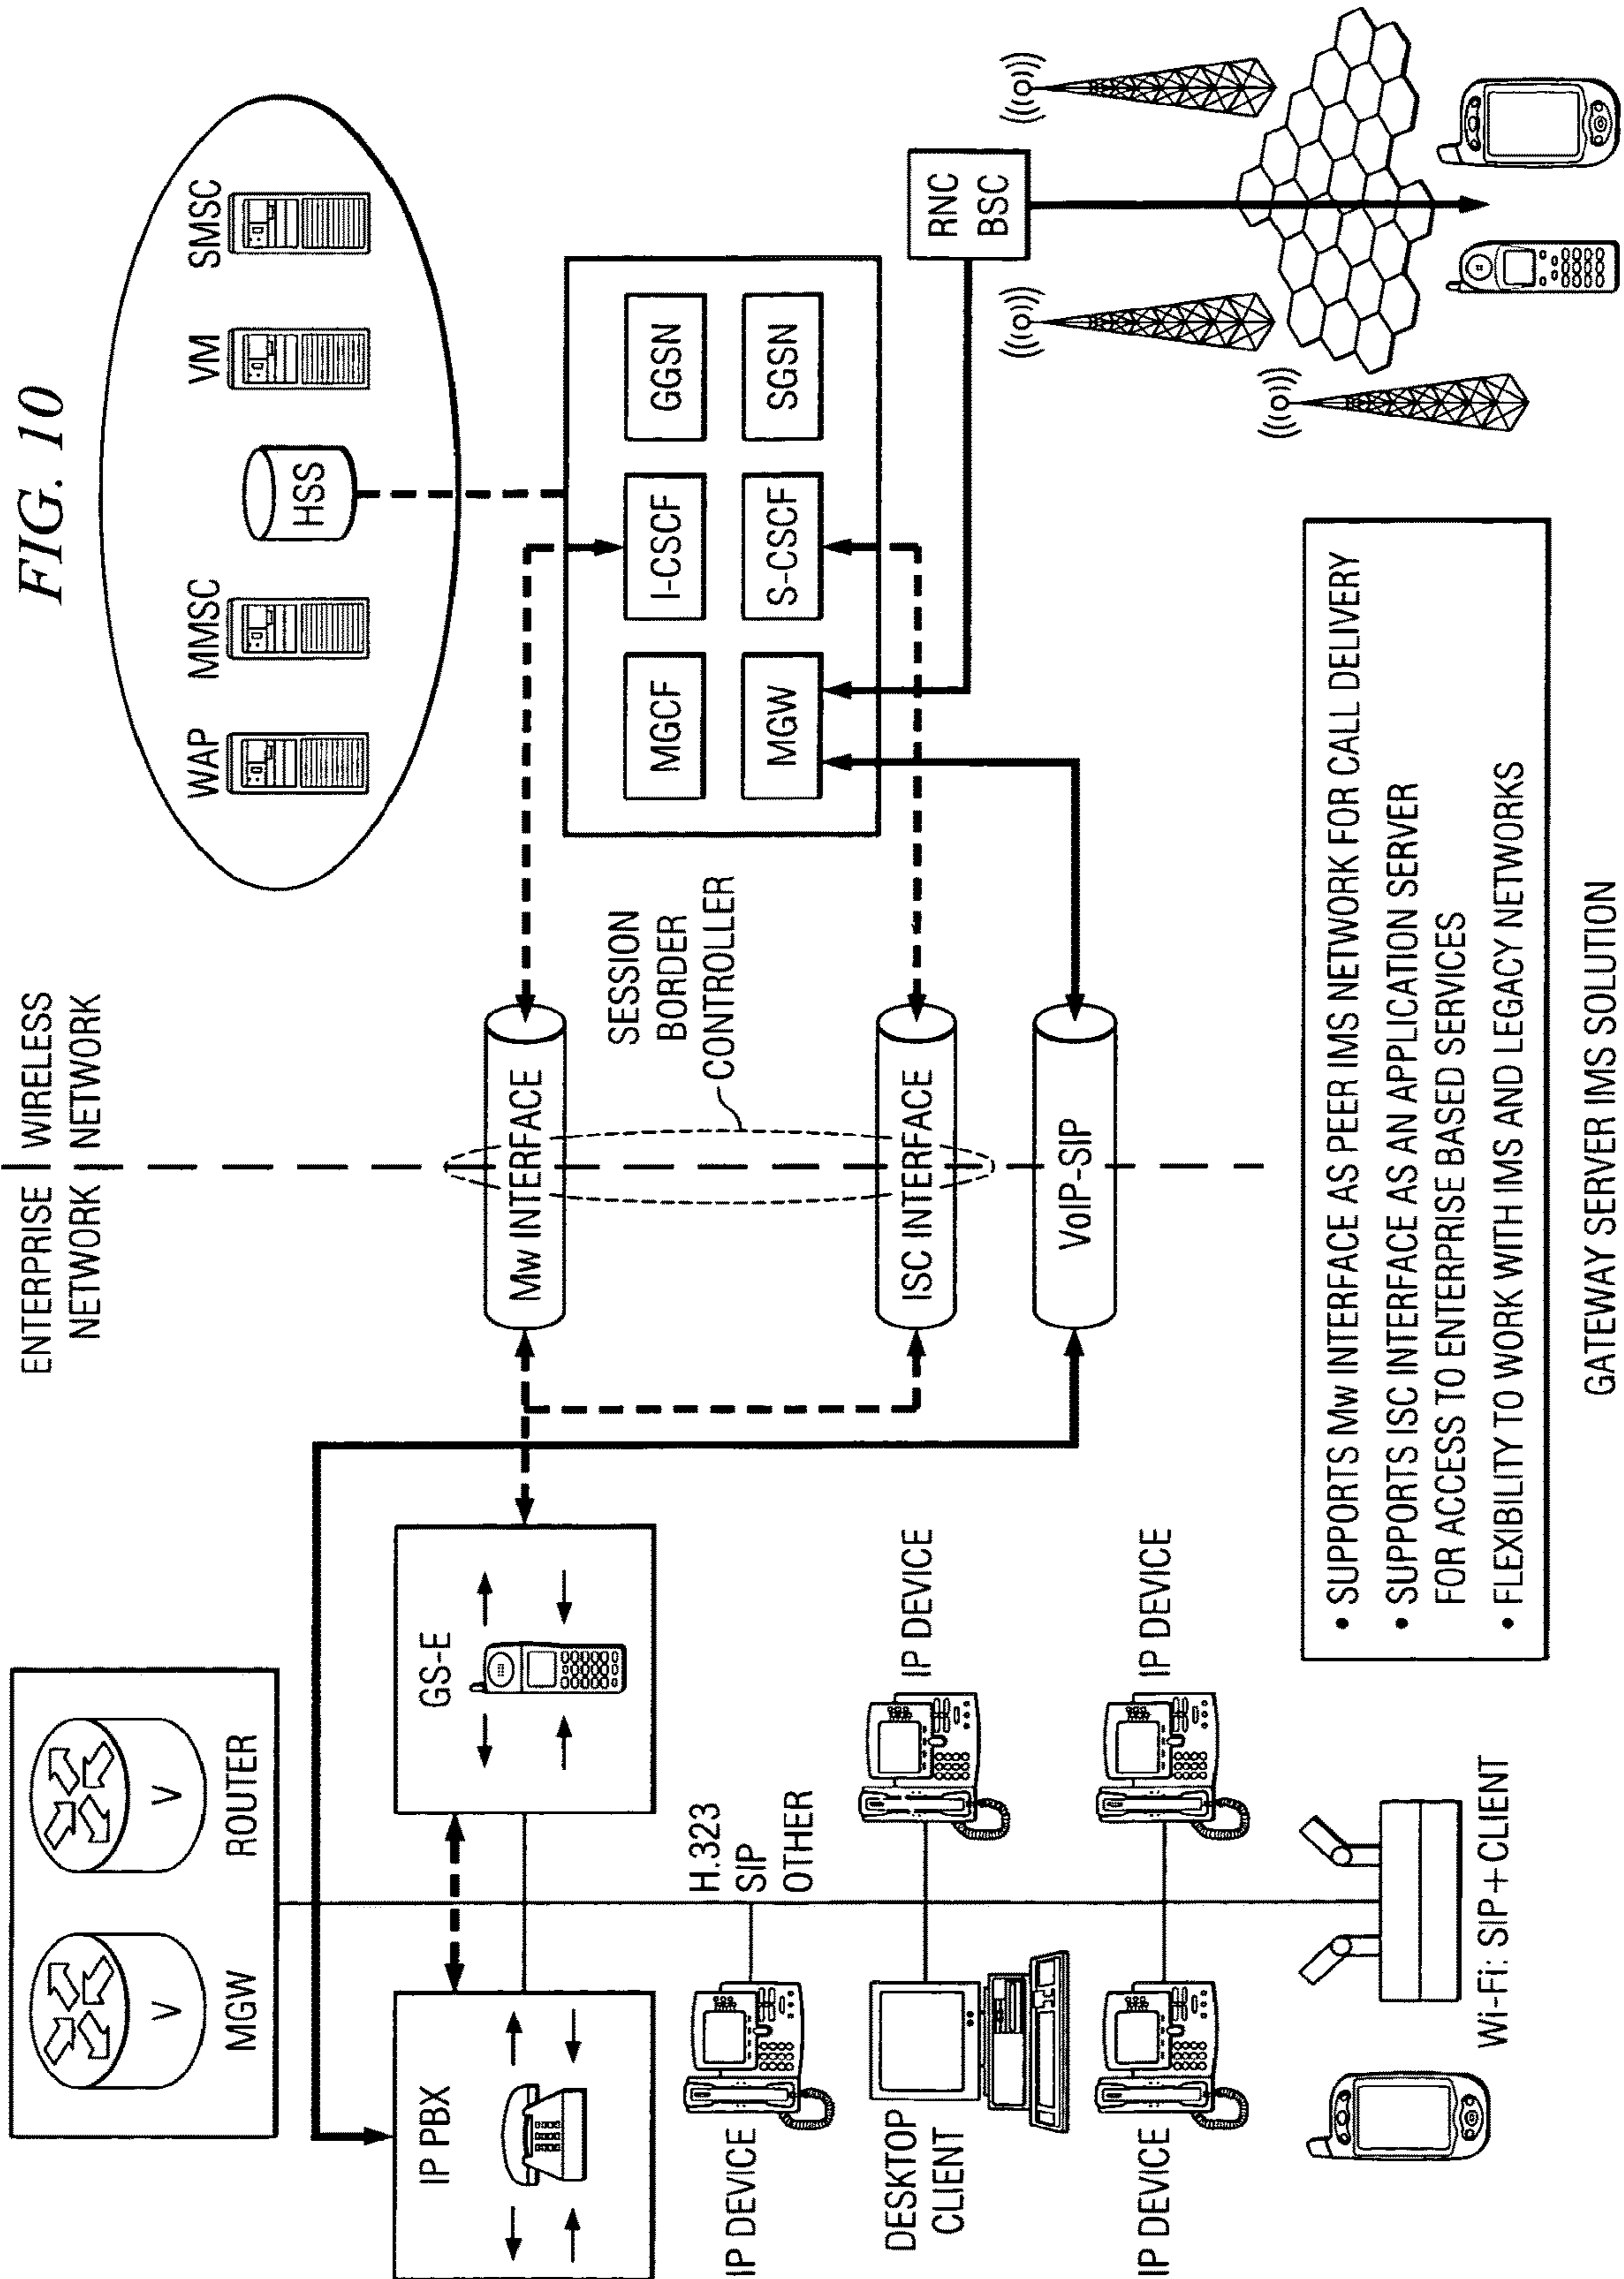 FIG. 10
ENTERPRISE
NETWORK
WIRELESS
NETWORK
MGW
ROUTER
V
V
WAP
MMSC
HSS
VM
SMSC
IP PBX
GS-E
Mw INTERFACE
SESSION
BORDER
CONTROLLER
ISC INTERFACE
VoIP-SIP
MGCF
I-CSCF
GGSN
MGW
S-CSCF
SGSN
RNC
BSC
H.323
SIP
OTHER
IP DEVICE
IP DEVICE
DESKTOP
CLIENT
IP DEVICE
IP DEVICE
Wi-Fi: SIP+CLIENT
• SUPPORTS Mw INTERFACE AS PEER IMS NETWORK FOR CALL DELIVERY
• SUPPORTS ISC INTERFACE AS AN APPLICATION SERVER
FOR ACCESS TO ENTERPRISE BASED SERVICES
• FLEXIBILITY TO WORK WITH IMS AND LEGACY NETWORKS
GATEWAY SERVER IMS SOLUTION